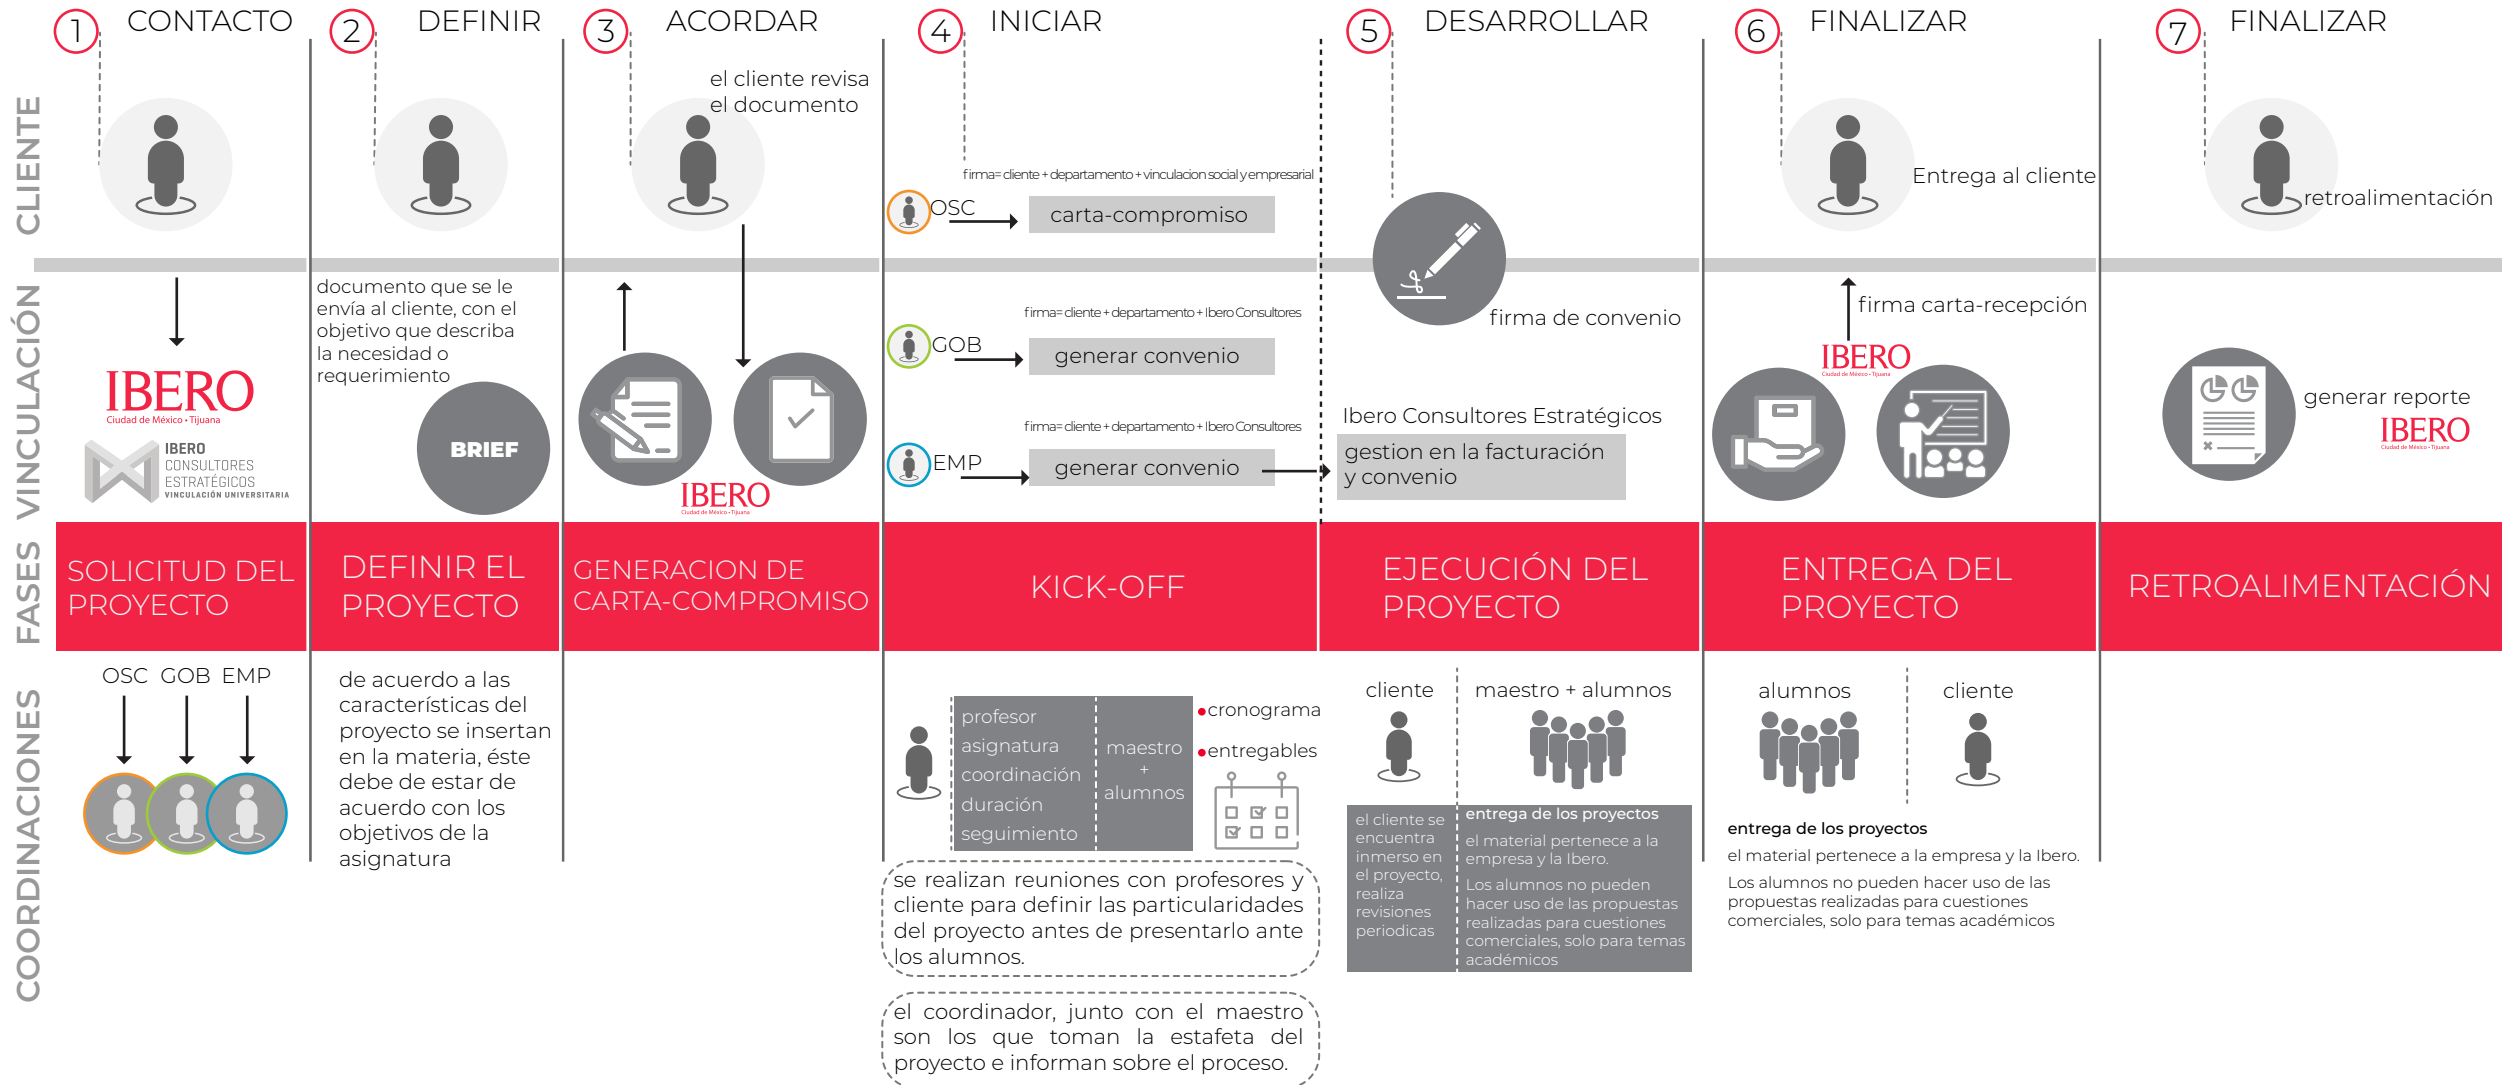 1 CONTACTO
2 DEFINIR
3 ACORDAR
4 INICIAR
5 DESARROLLAR
6 FINALIZAR
7 FINALIZAR
CLIENTE
el cliente revisa
el documento
firma= cliente + departamento + vinculacion social y empresarial
OSC
carta-compromiso
Entrega al cliente
retroalimentación
VINCULACIÓN
IBERO
Ciudad de México • Tijuana
IBERO
CONSULTORES
ESTRATÉGICOS
VINCULACIÓN UNIVERSITARIA
documento que se le
envía al cliente, con el
objetivo que describa
la necesidad o
requerimiento
BRIEF
IBERO
Ciudad de México • Tijuana
firma= cliente + departamento + Ibero Consultores
GOB
generar convenio
firma= cliente + departamento + Ibero Consultores
EMP
generar convenio
firma de convenio
Ibero Consultores Estratégicos
gestion en la facturación
y convenio
firma carta-recepción
IBERO
Ciudad de México • Tijuana
generar reporte
IBERO
Ciudad de México • Tijuana
FASES
SOLICITUD DEL
PROYECTO
DEFINIR EL
PROYECTO
GENERACION DE
CARTA-COMPROMISO
KICK-OFF
EJECUCIÓN DEL
PROYECTO
ENTREGA DEL
PROYECTO
RETROALIMENTACIÓN
COORDINACIONES
OSC GOB EMP
de acuerdo a las
características del
proyecto se insertan
en la materia, éste
debe de estar de
acuerdo con los
objetivos de la
asignatura
profesor
asignatura
coordinación
duración
seguimiento
maestro
+
alumnos
•cronograma
•entregables
se realizan reuniones con profesores y
cliente para definir las particularidades
del proyecto antes de presentarlo ante
los alumnos.
el coordinador, junto con el maestro
son los que toman la estafeta del
proyecto e informan sobre el proceso.
cliente
maestro + alumnos
el cliente se
encuentra
inmerso en
el proyecto,
realiza
revisiones
periodicas
entrega de los proyectos
el material pertenece a la
empresa y la Ibero.
Los alumnos no pueden
hacer uso de las propuestas
realizadas para cuestiones
comerciales, solo para temas
académicos
alumnos
cliente
entrega de los proyectos
el material pertenece a la empresa y la Ibero.
Los alumnos no pueden hacer uso de las
propuestas realizadas para cuestiones
comerciales, solo para temas académicos